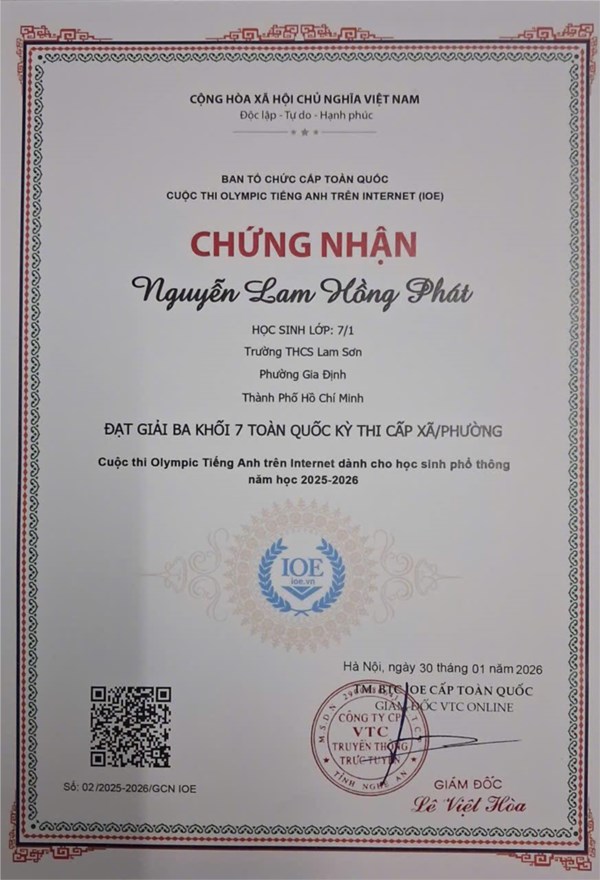 CỘNG HÒA XÃ HỘI CHỦ NGHĨA VIỆT NAM
Độc lập - Tự do - Hạnh phúc
BAN TỔ CHỨC CẤP TOÀN QUỐC
CUỘC THI OLYMPIC TIẾNG ANH TRÊN INTERNET (IOE)
CHỨNG NHẬN
Nguyễn Lam Hồng Phát
HỌC SINH LỚP: 7/1
Trường THCS Lam Sơn
Phường Gia Định
Thành Phố Hồ Chí Minh
ĐẠT GIẢI BA KHỐI 7 TOÀN QUỐC KỲ THI CẤP XÃ/PHƯỜNG
Cuộc thi Olympic Tiếng Anh trên Internet dành cho học sinh phổ thông
năm học 2025-2026
IOE
ioe.vn
Hà Nội, ngày 30 tháng 01 năm 2026
TM. BTC IOE CẤP TOÀN QUỐC
GIÁM ĐỐC VTC ONLINE
CÔNG TY CP
VTC
TRUYỀN THÔNG
TRỰC TUYẾN
TỈNH NGHỆ AN
GIÁM ĐỐC
Lê Việt Hòa
Số: 02/2025-2026/GCN IOE